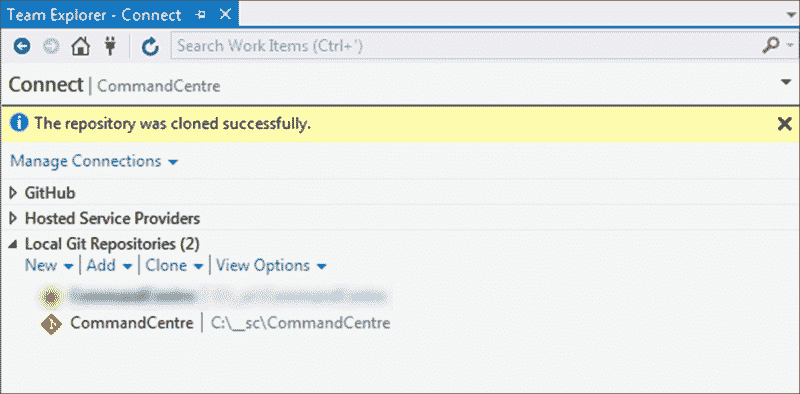 Team Explorer - Connect
Search Work Items (Ctrl+')
Connect | CommandCentre
The repository was cloned successfully.
Manage Connections
GitHub
Hosted Service Providers
Local Git Repositories (2)
New | Add | Clone | View Options
CommandCentre | C:\__sc\CommandCentre